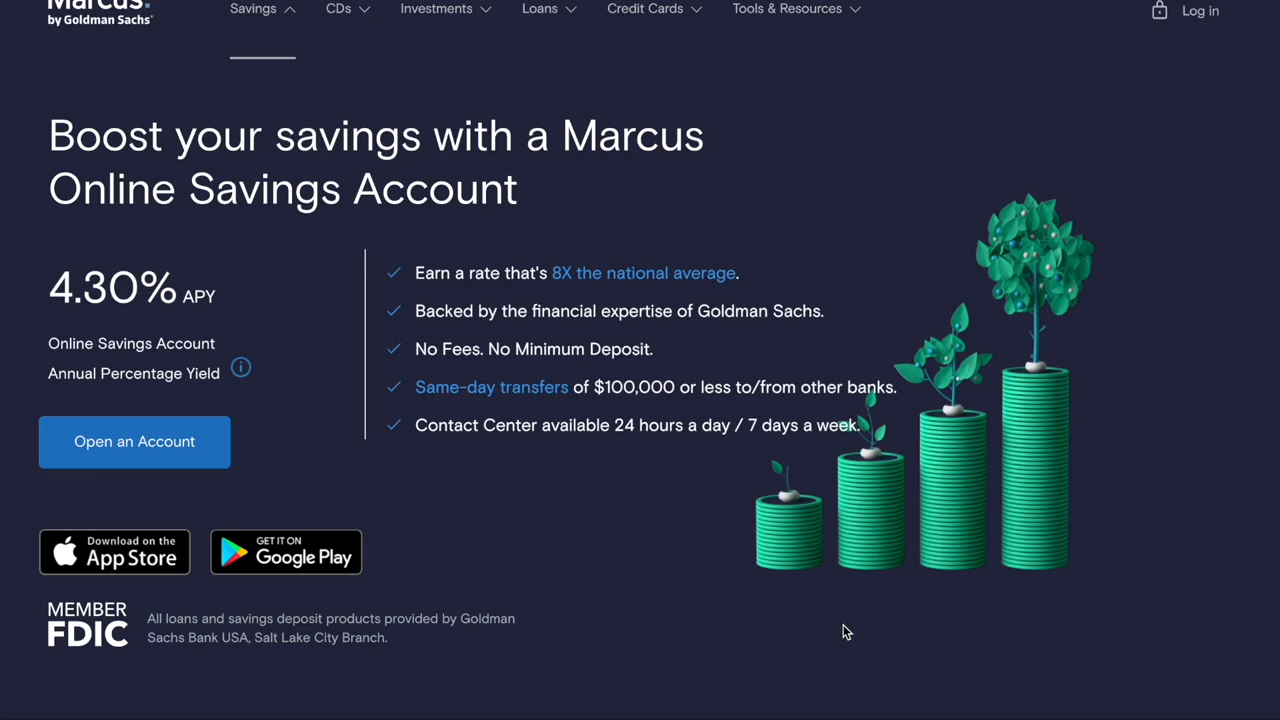 Marcus:
by Goldman Sachs®
Savings
CDs
Investments
Loans
Credit Cards
Tools & Resources
Log in
Boost your savings with a Marcus
Online Savings Account
4.30% APY
Online Savings Account
Annual Percentage Yield
Open an Account
Earn a rate that's 8X the national average.
Backed by the financial expertise of Goldman Sachs.
No Fees. No Minimum Deposit.
Same-day transfers of $100,000 or less to/from other banks.
Contact Center available 24 hours a day / 7 days a week.
Download on the
App Store
GET IT ON
Google Play
MEMBER
FDIC
All loans and savings deposit products provided by Goldman
Sachs Bank USA, Salt Lake City Branch.